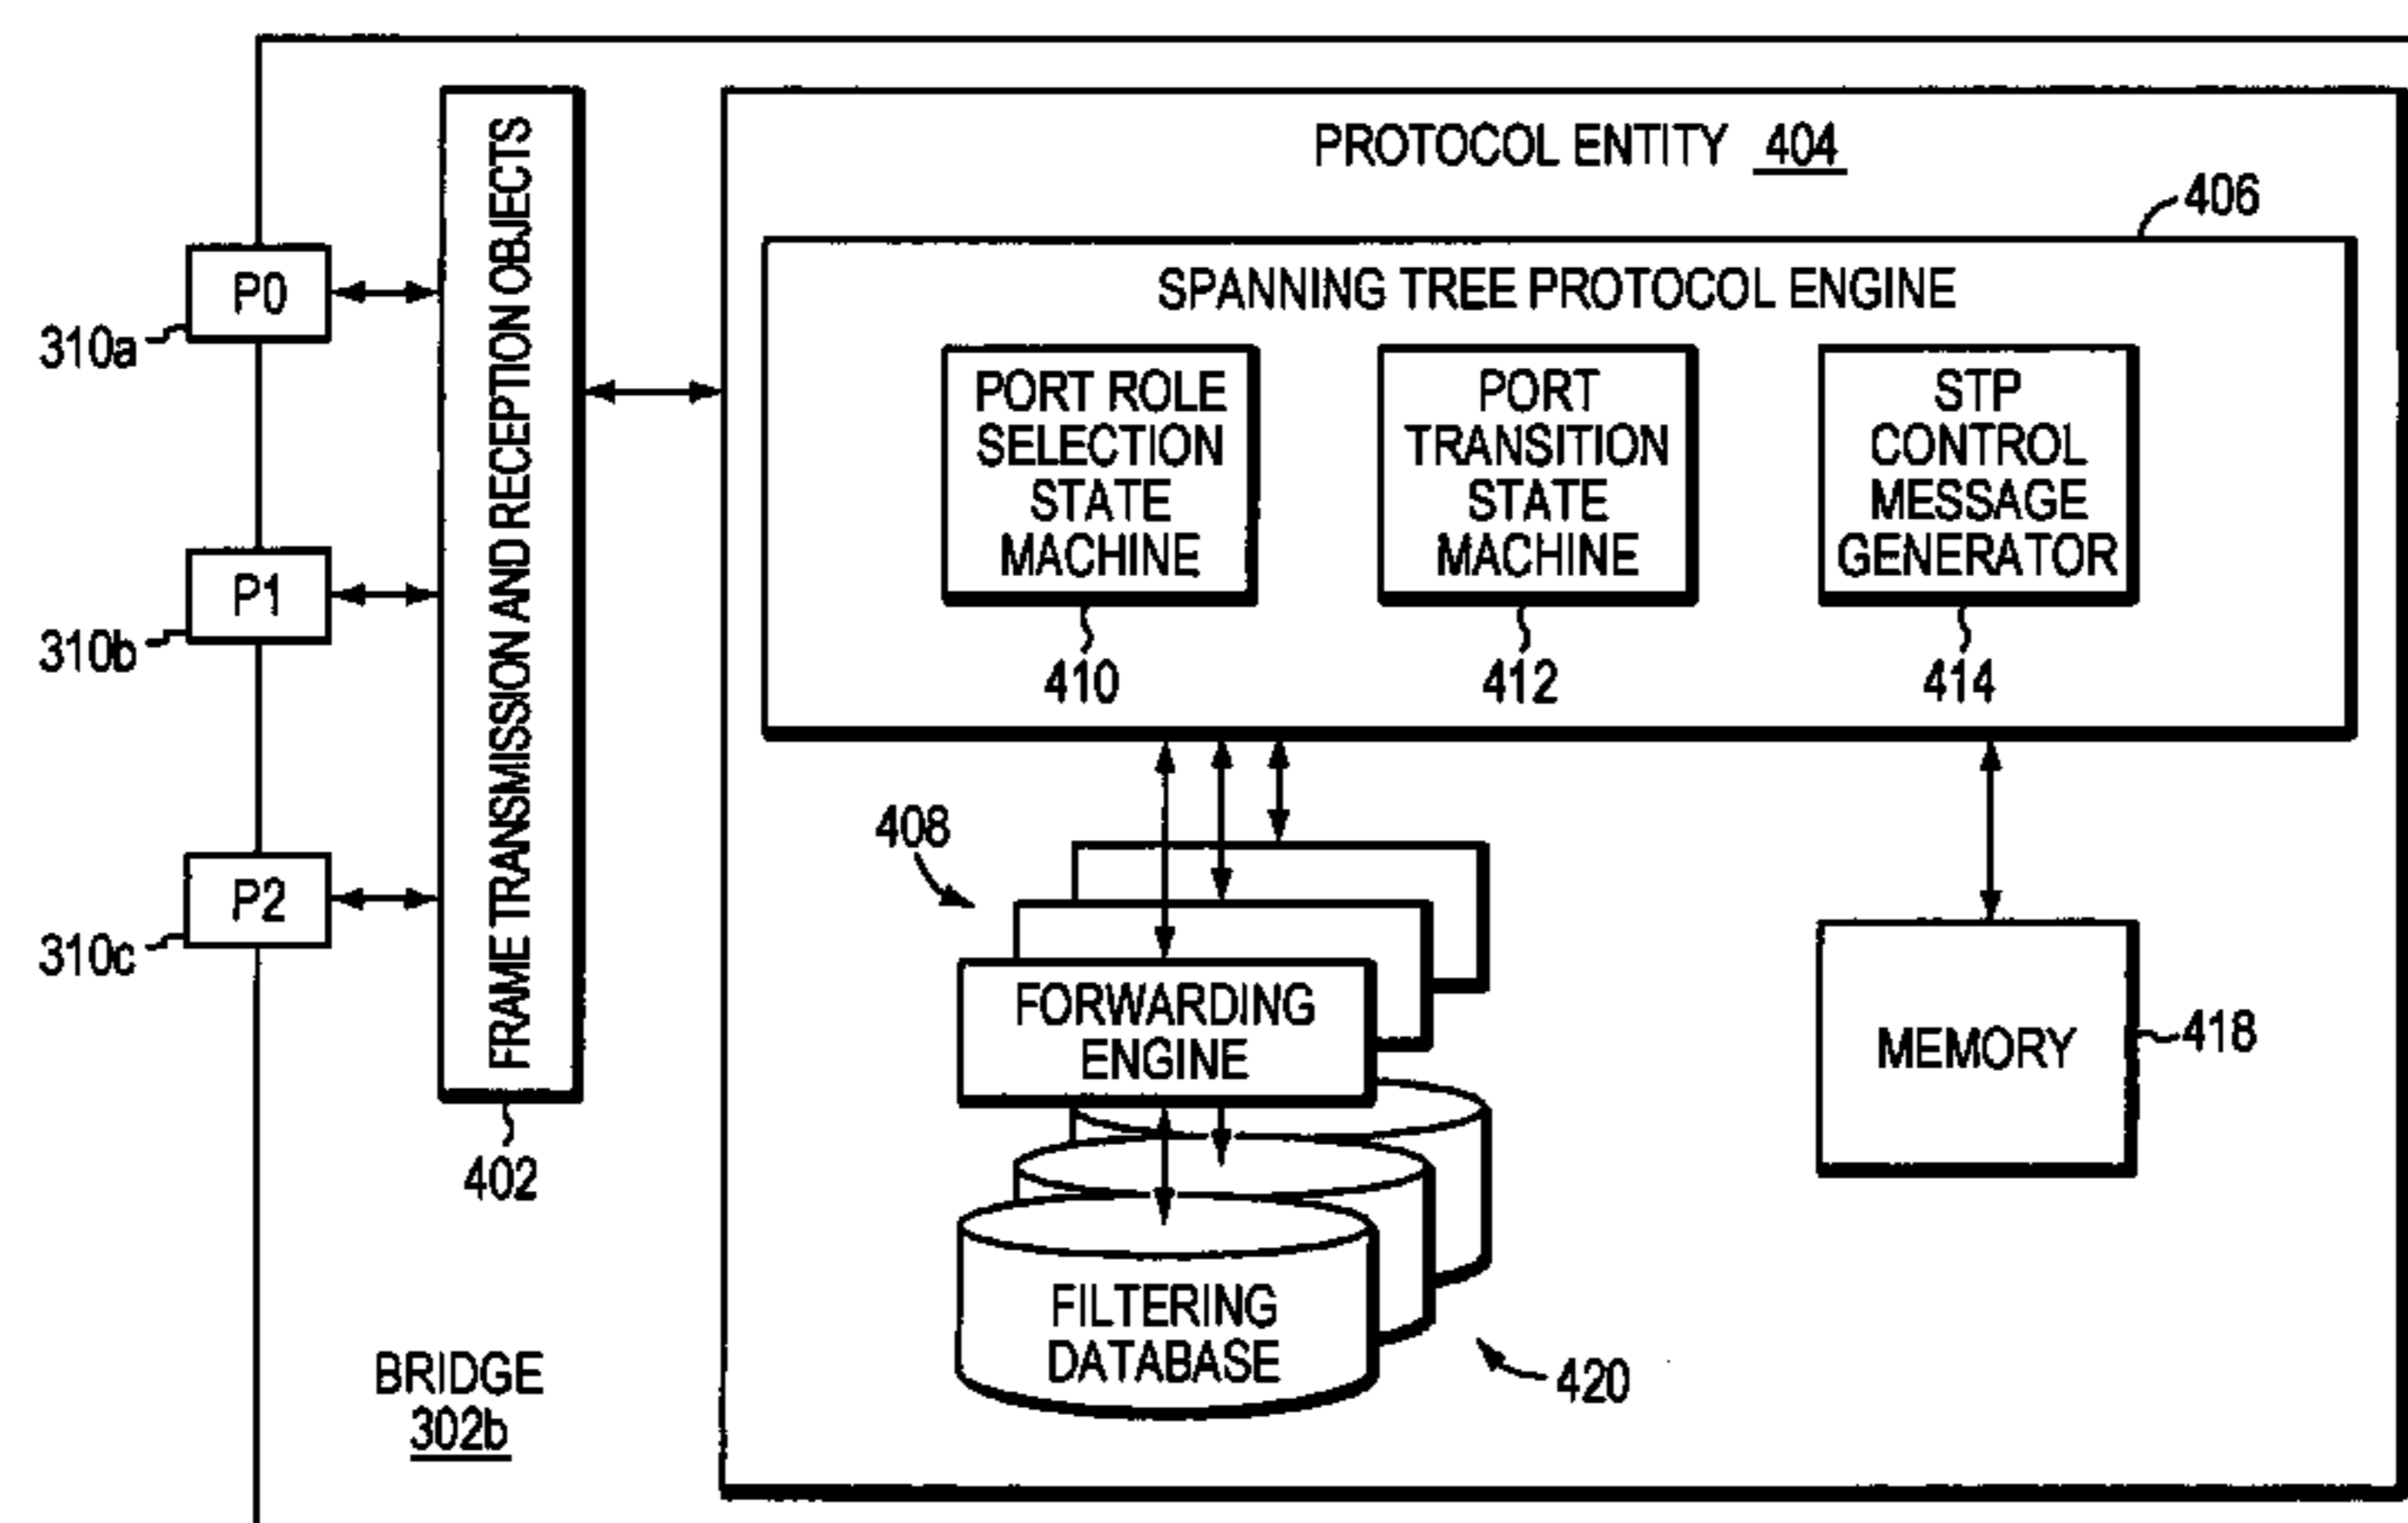 PROTOCOL ENTITY 404
406
SPANNING TREE PROTOCOL ENGINE
PORT ROLE
SELECTION
STATE
MACHINE
410
PORT
TRANSITION
STATE
MACHINE
412
STP
CONTROL
MESSAGE
GENERATOR
414
P0
310a
P1
310b
P2
310c
FRAME TRANSMISSION AND RECEPTION OBJECTS
402
408
FORWARDING
ENGINE
MEMORY
418
FILTERING
DATABASE
420
BRIDGE
302b